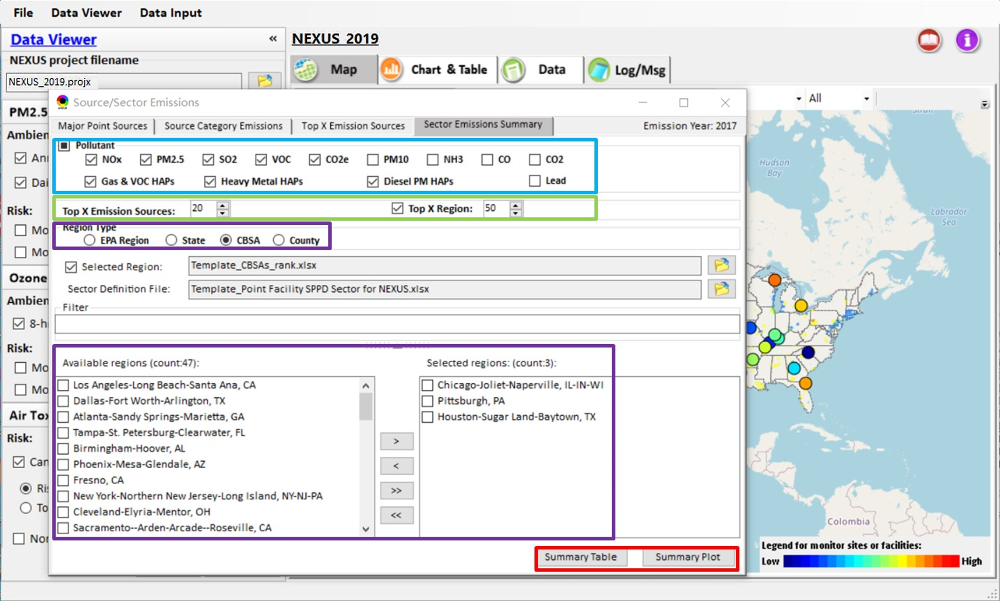 File Data Viewer Data Input
Data Viewer «
NEXUS project filename
NEXUS_2019.projx
NEXUS 2019
Map Chart & Table Data Log/Msg
All
PM2.5
Ambien
Ann
Dai
Risk:
Mo
Mo
Ozone
Ambien
8-h
Risk:
Mo
Mo
Air Tox
Risk:
Can
Ris
To
Nor
Source/Sector Emissions
Major Point Sources Source Category Emissions Top X Emission Sources Sector Emissions Summary Emission Year: 2017
Pollutant
NOx PM2.5 SO2 VOC CO2e PM10 NH3 CO CO2
Gas & VOC HAPs Heavy Metal HAPs Diesel PM HAPs Lead
Top X Emission Sources: 20 Top X Region: 50
Region Type
EPA Region State CBSA County
Selected Region: Template_CBSAs_rank.xlsx
Sector Definition File: Template_Point Facility SPPD Sector for NEXUS.xlsx
Filter
Available regions (count:47):
Los Angeles-Long Beach-Santa Ana, CA
Dallas-Fort Worth-Arlington, TX
Atlanta-Sandy Springs-Marietta, GA
Tampa-St. Petersburg-Clearwater, FL
Birmingham-Hoover, AL
Phoenix-Mesa-Glendale, AZ
Fresno, CA
New York-Northern New Jersey-Long Island, NY-NJ-PA
Cleveland-Elyria-Mentor, OH
Sacramento--Arden-Arcade--Roseville, CA
>
<
>>
<<
Selected regions: (count:3):
Chicago-Joliet-Naperville, IL-IN-WI
Pittsburgh, PA
Houston-Sugar Land-Baytown, TX
Summary Table Summary Plot
Hudson
Bay
Labrador
Sea
Colombia
Legend for monitor sites or facilities:
Low High